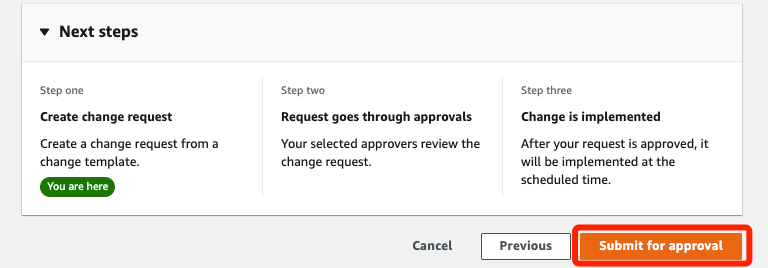 Next steps
Step one
Create change request
Create a change request from a
change template.
You are here
Step two
Request goes through approvals
Your selected approvers review the
change request.
Step three
Change is implemented
After your request is approved, it
will be implemented at the
scheduled time.
Cancel
Previous
Submit for approval